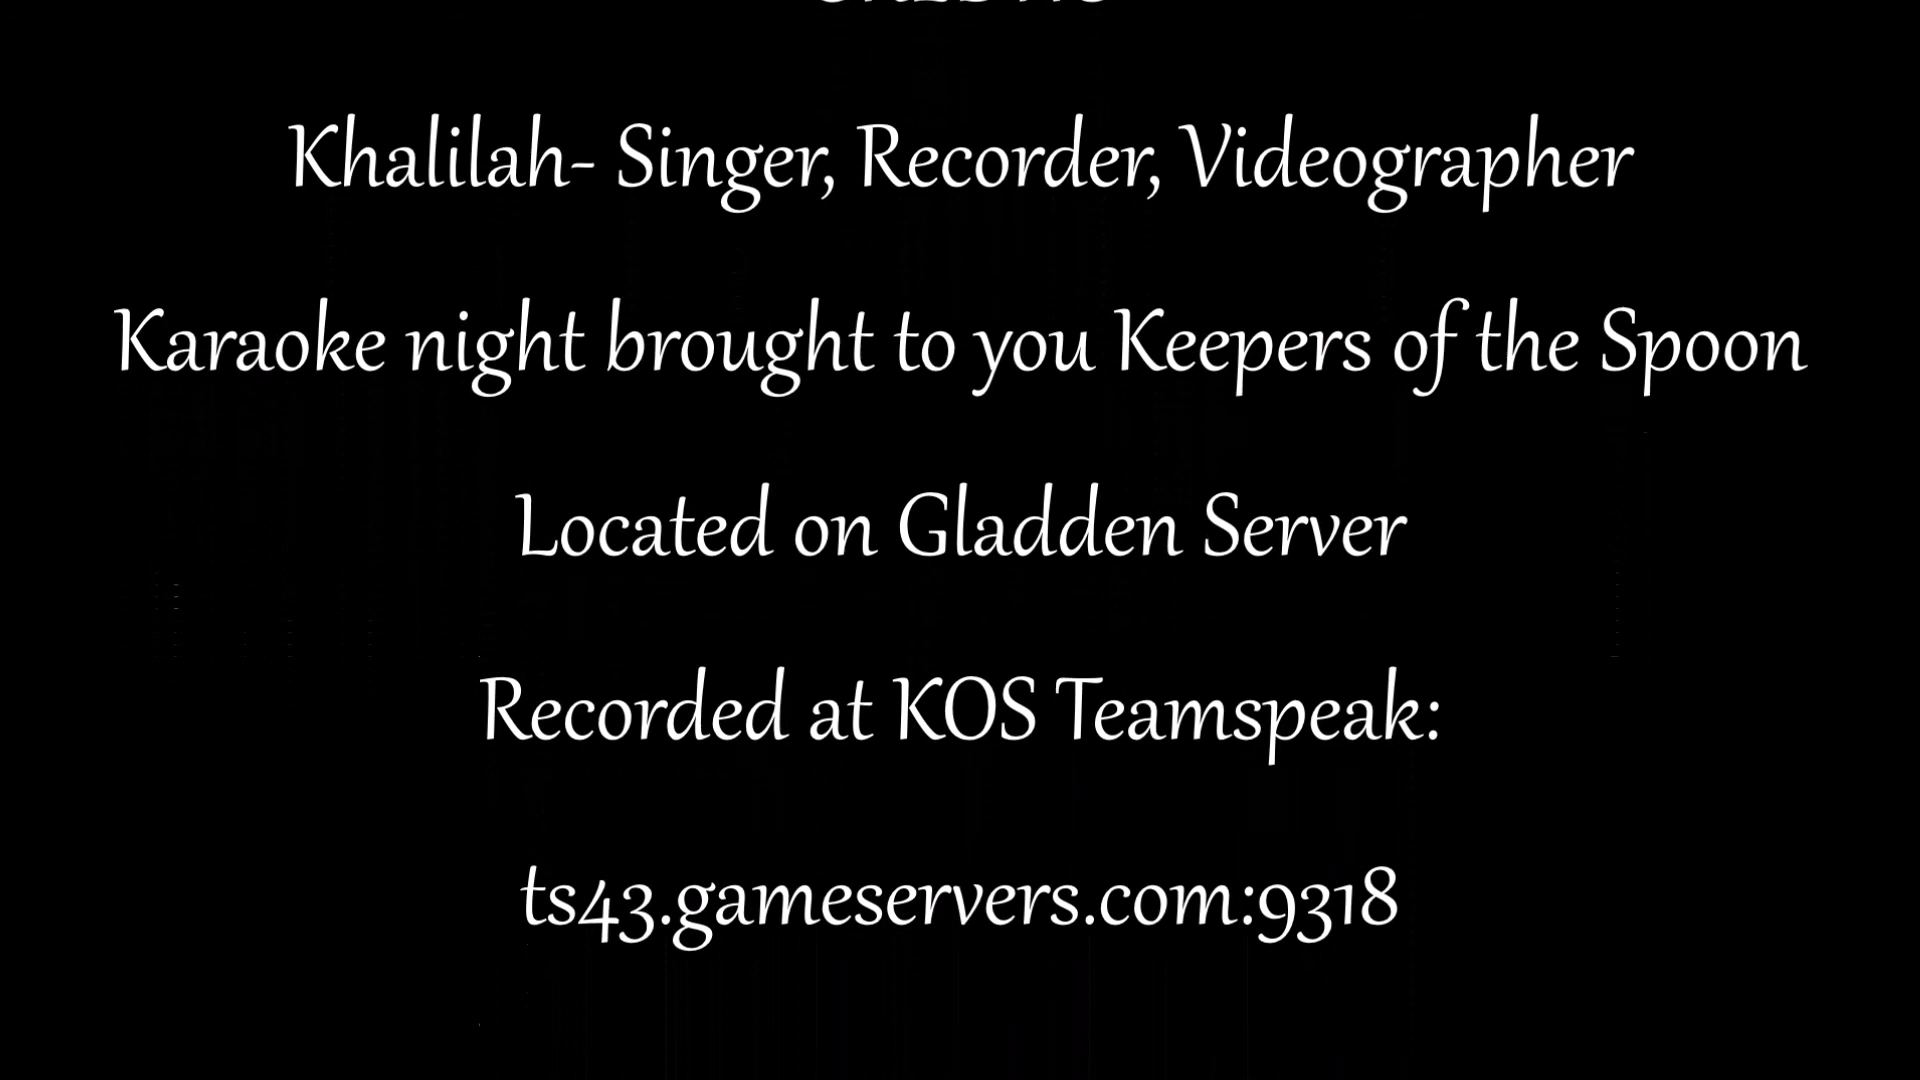 Khalilah- Singer, Recorder, Videographer
Karaoke night brought to you Keepers of the Spoon
Located on Gladden Server
Recorded at KOS Teamspeak:
ts43.gameservers.com:9318